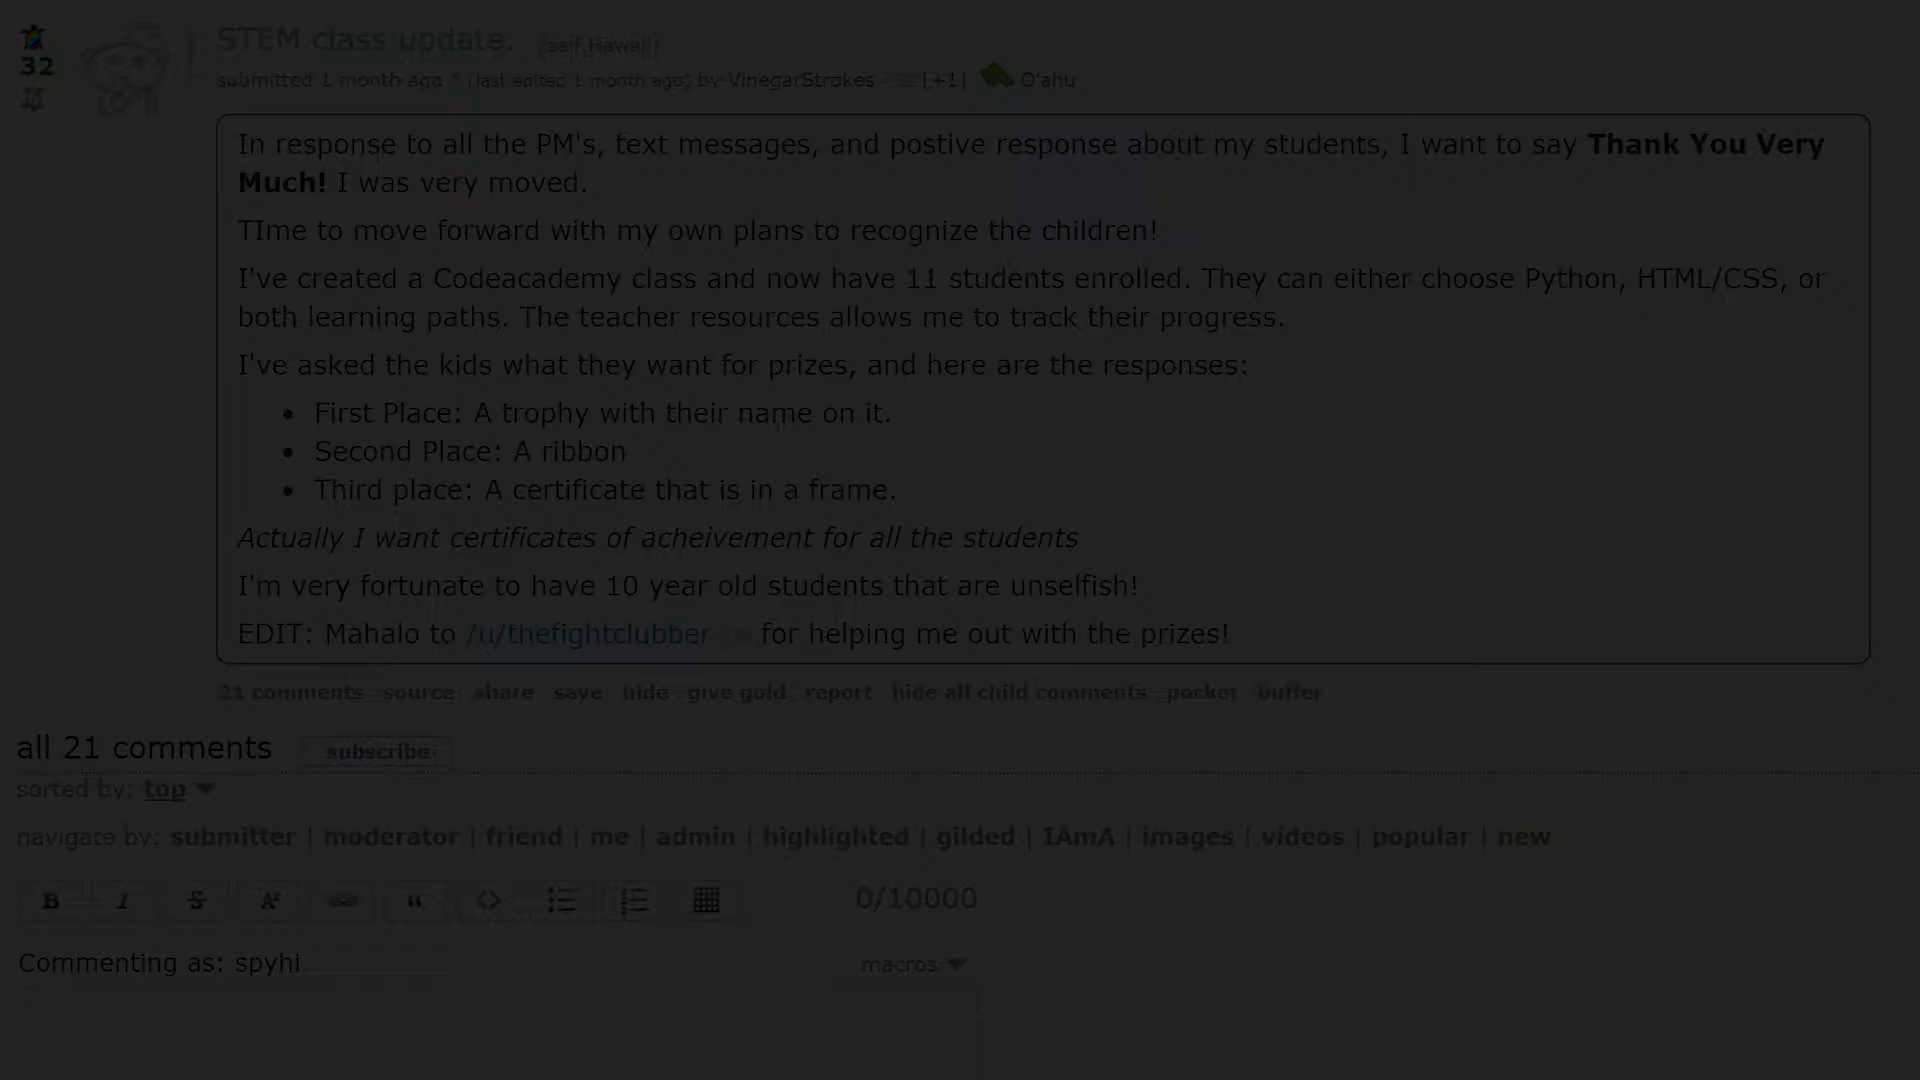 STEM class update. (self.Hawaii)
32
submitted 1 month ago * (last edited 1 month ago) by VinegarStrokes [+1] O'ahu
In response to all the PM's, text messages, and postive response about my students, I want to say Thank You Very
Much! I was very moved.
TIme to move forward with my own plans to recognize the children!
I've created a Codeacademy class and now have 11 students enrolled. They can either choose Python, HTML/CSS, or
both learning paths. The teacher resources allows me to track their progress.
I've asked the kids what they want for prizes, and here are the responses:
• First Place: A trophy with their name on it.
• Second Place: A ribbon
• Third place: A certificate that is in a frame.
Actually I want certificates of acheivement for all the students
I'm very fortunate to have 10 year old students that are unselfish!
EDIT: Mahalo to /u/thefightclubber for helping me out with the prizes!
21 comments source share save hide give gold report hide all child comments pocket buffer
all 21 comments subscribe
sorted by: top
navigate by: submitter | moderator | friend | me | admin | highlighted | gilded | IAmA | images | videos | popular | new
B I S A² “ <> 0/10000
Commenting as: spyhi macros